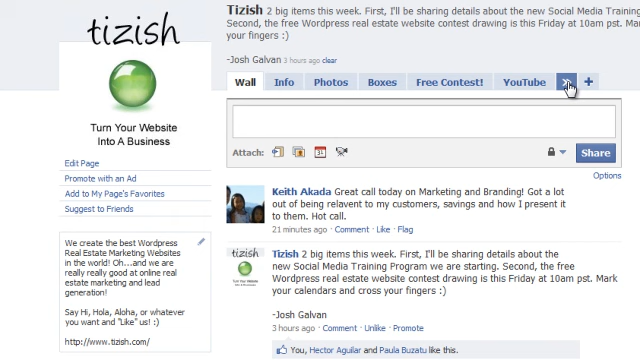 tizish
Turn Your Website
Into A Business
Edit Page
Promote with an Ad
Add to My Page's Favorites
Suggest to Friends
We create the best Wordpress
Real Estate Marketing Websites
in the world! Oh...and we are
really really good at online real
estate marketing and lead
generation!
Say Hi, Hola, Aloha, or whatever
you want and "Like" us! :)
http://www.tizish.com/
Tizish 2 big items this week. First, I'll be sharing details about the new Social Media Training
Second, the free Wordpress real estate website contest drawing is this Friday at 10am pst. Mar
your fingers :)
-Josh Galvan 3 hours ago clear
Wall Info Photos Boxes Free Contest! YouTube » +
Attach: 31 Share
Options
Keith Akada Great call today on Marketing and Branding! Got a lot
out of being relavent to my customers, savings and how I present it
to them. Hot call.
21 minutes ago · Comment · Like · Flag
tizish
Tizish 2 big items this week. First, I'll be sharing details about the
new Social Media Training Program we are starting. Second, the free
Wordpress real estate website contest drawing is this Friday at 10am pst. Mark
your calendars and cross your fingers :)
-Josh Galvan
3 hours ago · Comment · Unlike · Promote
You, Hector Aguilar and Paula Buzatu like this.